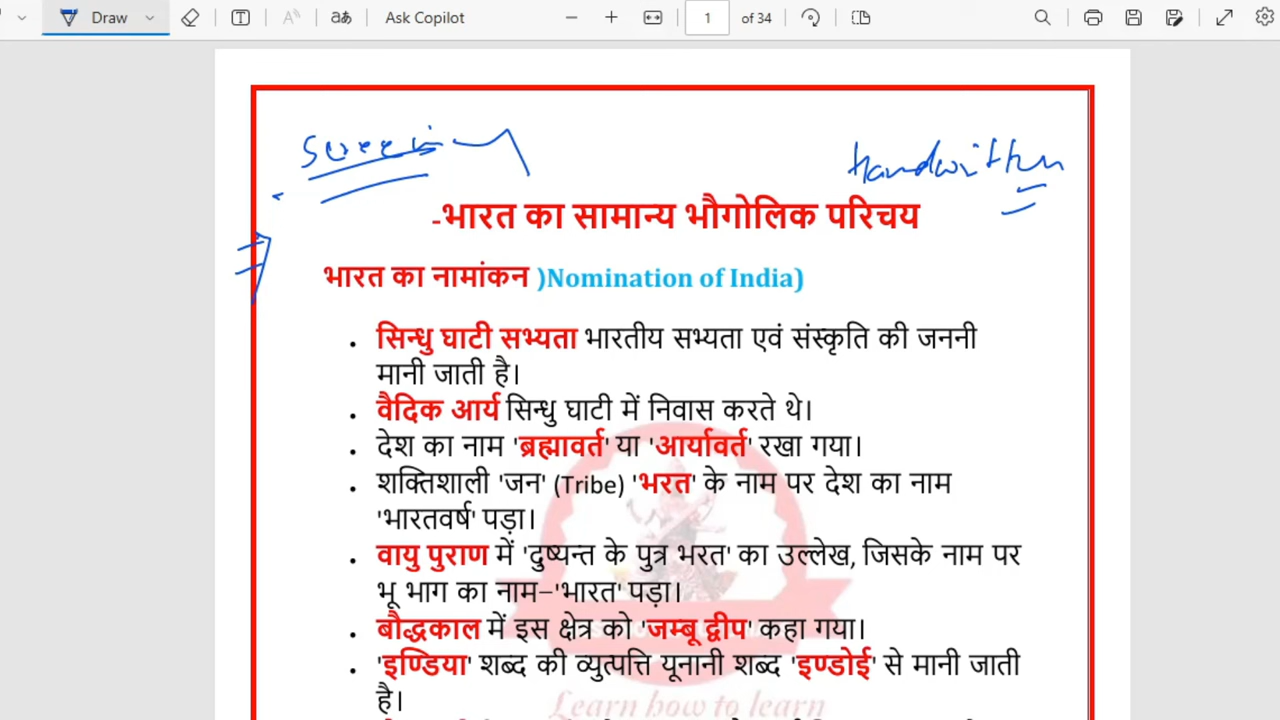 Draw
Ask Copilot
1 of 34
Handwritten
-भारत का सामान्य भौगोलिक परिचय
भारत का नामांकन )Nomination of India)
• सिन्धु घाटी सभ्यता भारतीय सभ्यता एवं संस्कृति की जननी
मानी जाती है।
• वैदिक आर्य सिन्धु घाटी में निवास करते थे।
• देश का नाम 'ब्रह्मावर्त' या 'आर्यावर्त' रखा गया।
• शक्तिशाली 'जन' (Tribe) 'भरत' के नाम पर देश का नाम
'भारतवर्ष' पड़ा।
• वायु पुराण में 'दुष्यन्त के पुत्र भरत' का उल्लेख, जिसके नाम पर
भू भाग का नाम–'भारत' पड़ा।
• बौद्धकाल में इस क्षेत्र को 'जम्बू द्वीप' कहा गया।
• 'इण्डिया' शब्द की व्युत्पत्ति यूनानी शब्द 'इण्डोई' से मानी जाती
है।
Learn how to learn